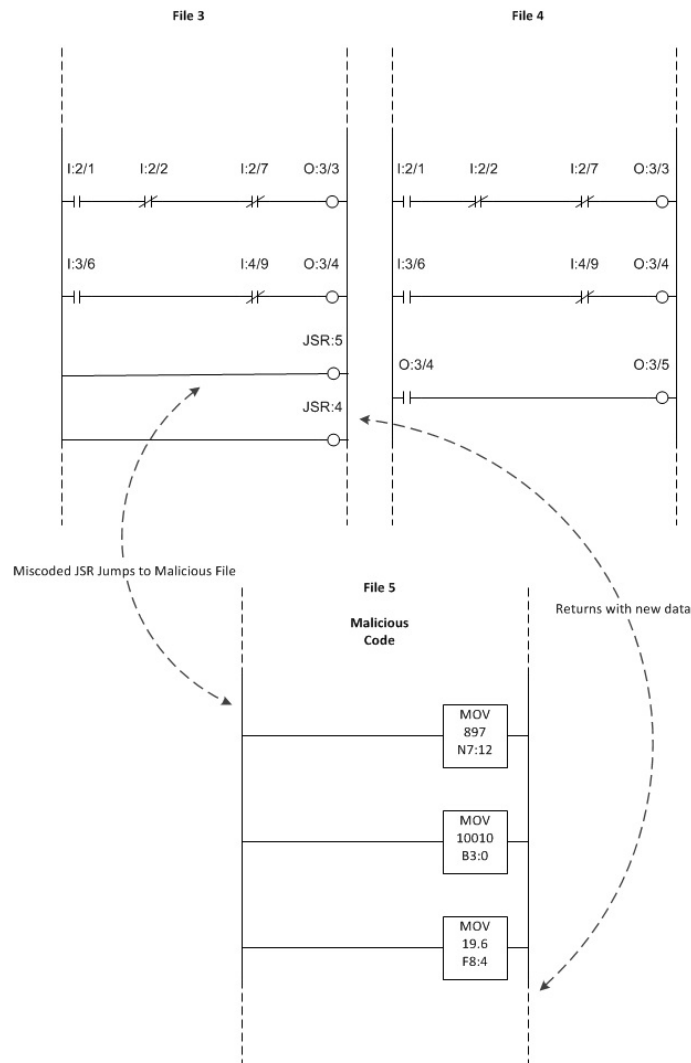 File 3
File 4
I:2/1 I:2/2 I:2/7 O:3/3
I:2/1 I:2/2 I:2/7 O:3/3
I:3/6 I:4/9 O:3/4
I:3/6 I:4/9 O:3/4
JSR:5
O:3/4 O:3/5
JSR:4
Miscoded JSR Jumps to Malicious File
File 5
Malicious
Code
Returns with new data
MOV
897
N7:12
MOV
10010
B3:0
MOV
19.6
F8:4